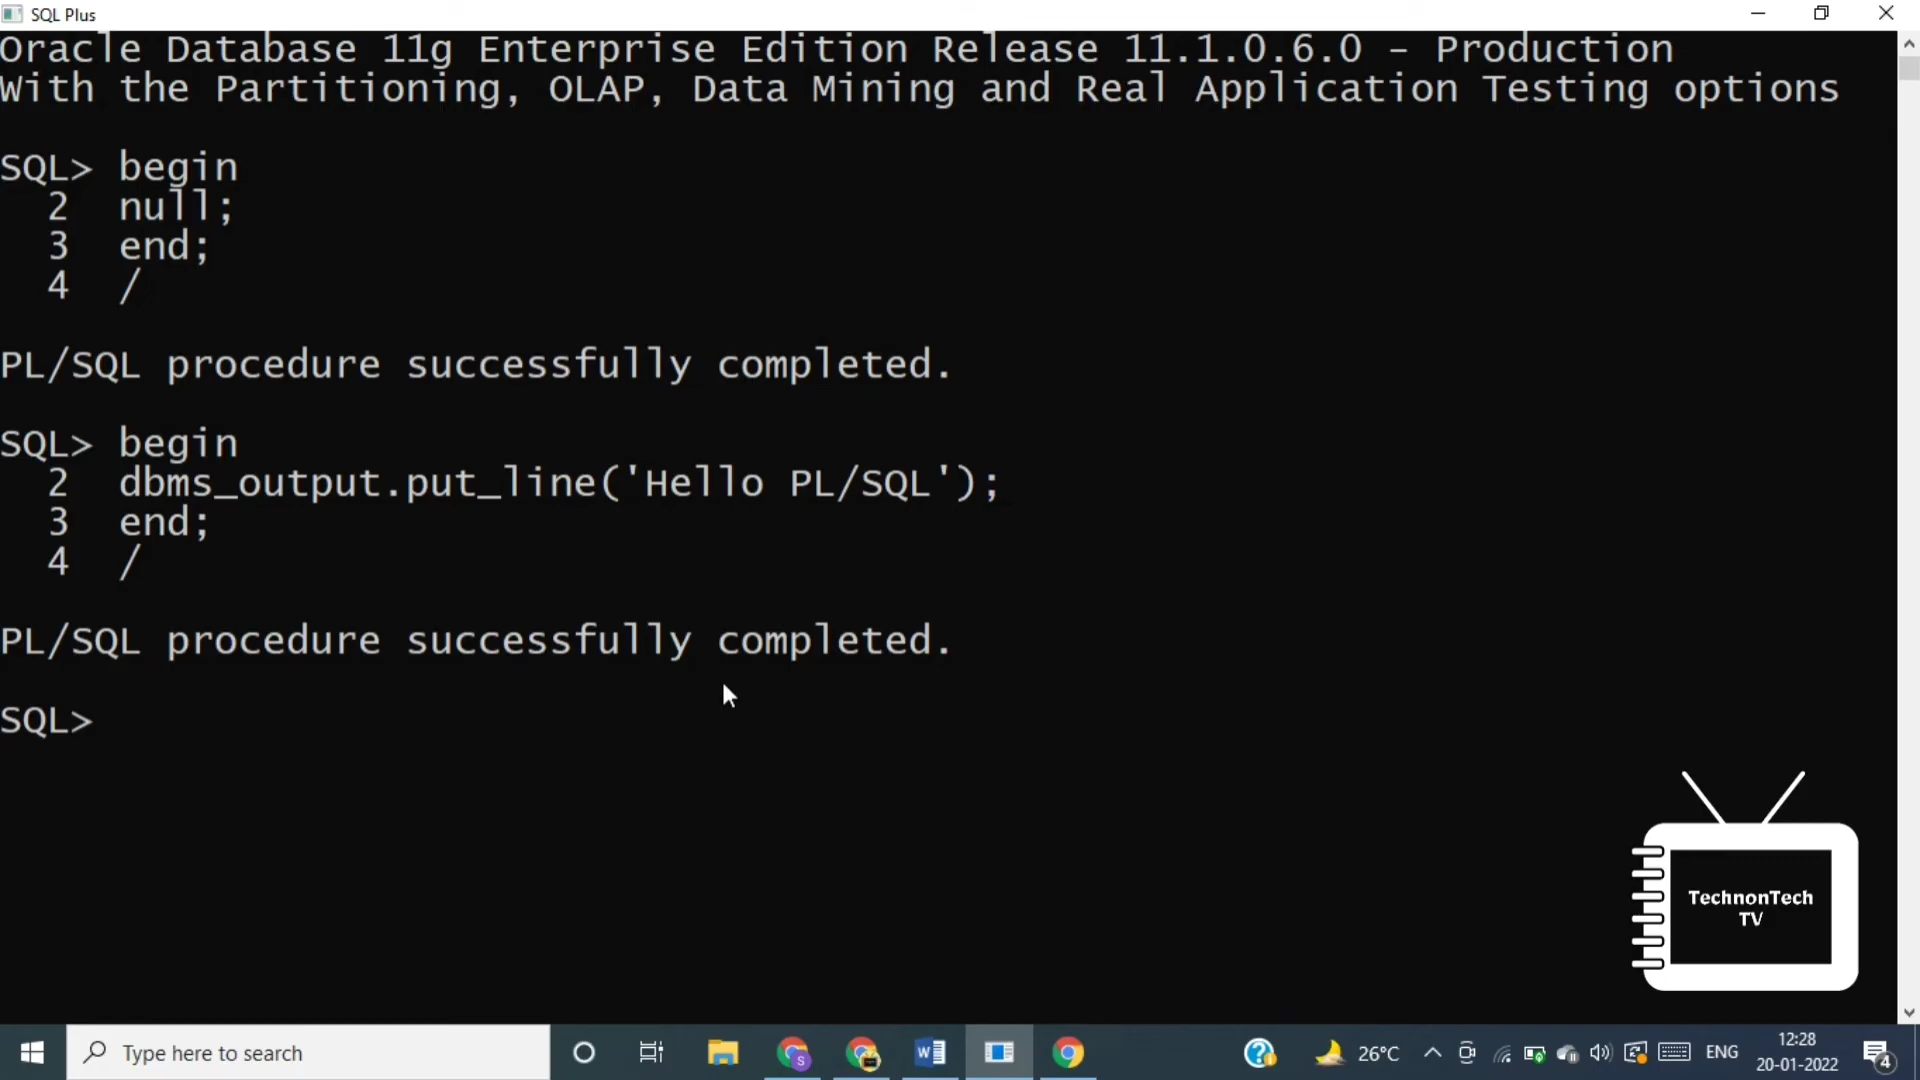 SQL Plus
Oracle Database 11g Enterprise Edition Release 11.1.0.6.0 - Production
With the Partitioning, OLAP, Data Mining and Real Application Testing options
SQL> begin
2 null;
3 end;
4 /
PL/SQL procedure successfully completed.
SQL> begin
2 dbms_output.put_line('Hello PL/SQL');
3 end;
4 /
PL/SQL procedure successfully completed.
SQL>
TechnonTech
TV
Type here to search
26°C
ENG
12:28
20-01-2022
4